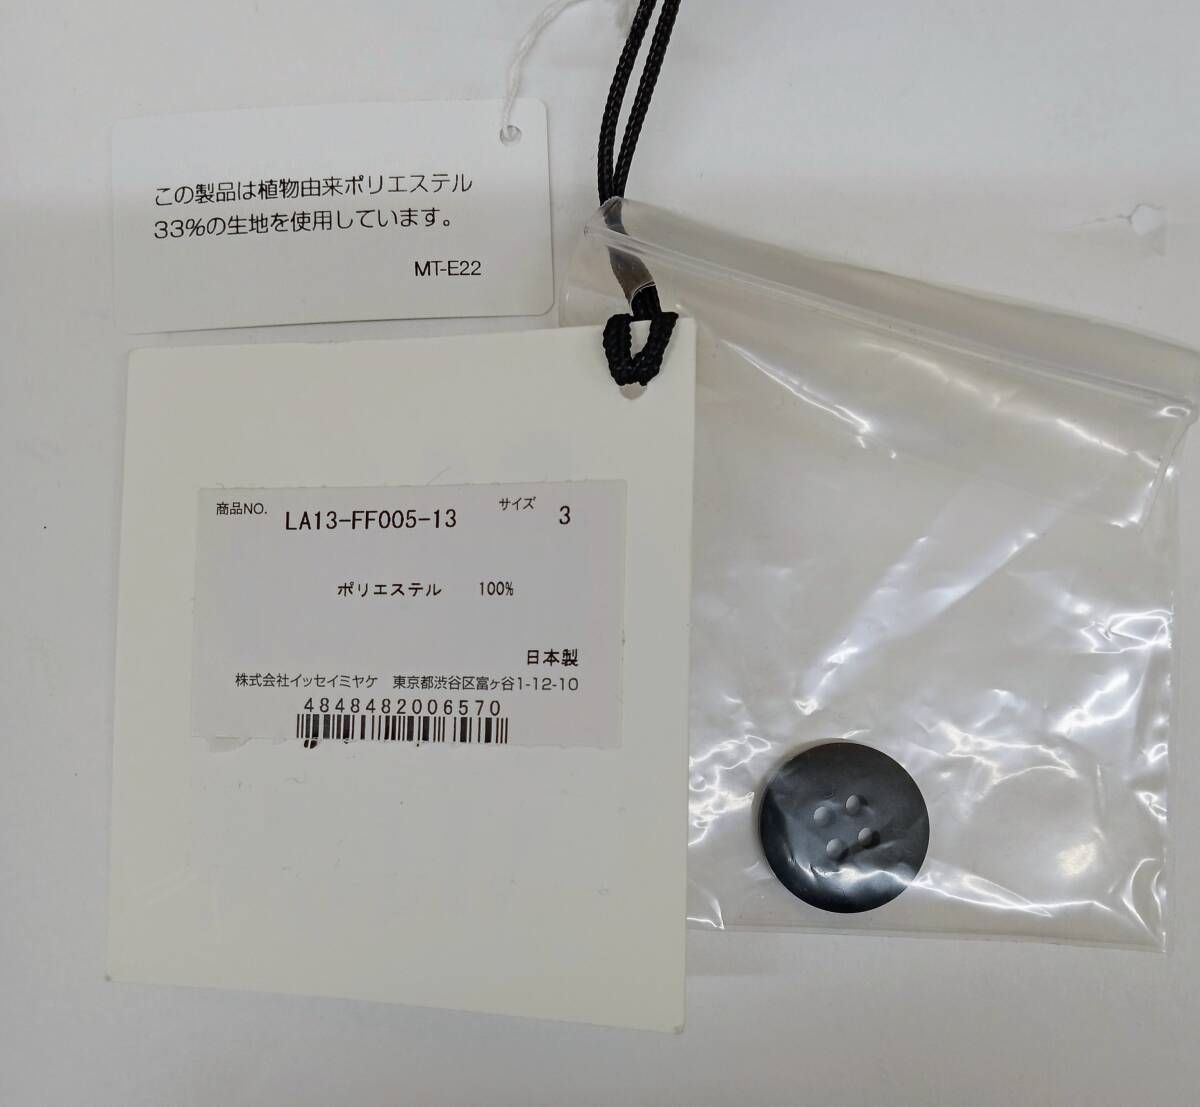 この製品は植物由来ポリエステル
33%の生地を使用しています。
MT-E22
商品NO. LA13-FF005-13 サイズ 3
ポリエステル 100%
日本製
株式会社イッセイミヤケ 東京都渋谷区富ヶ谷1-12-10
4848482006570